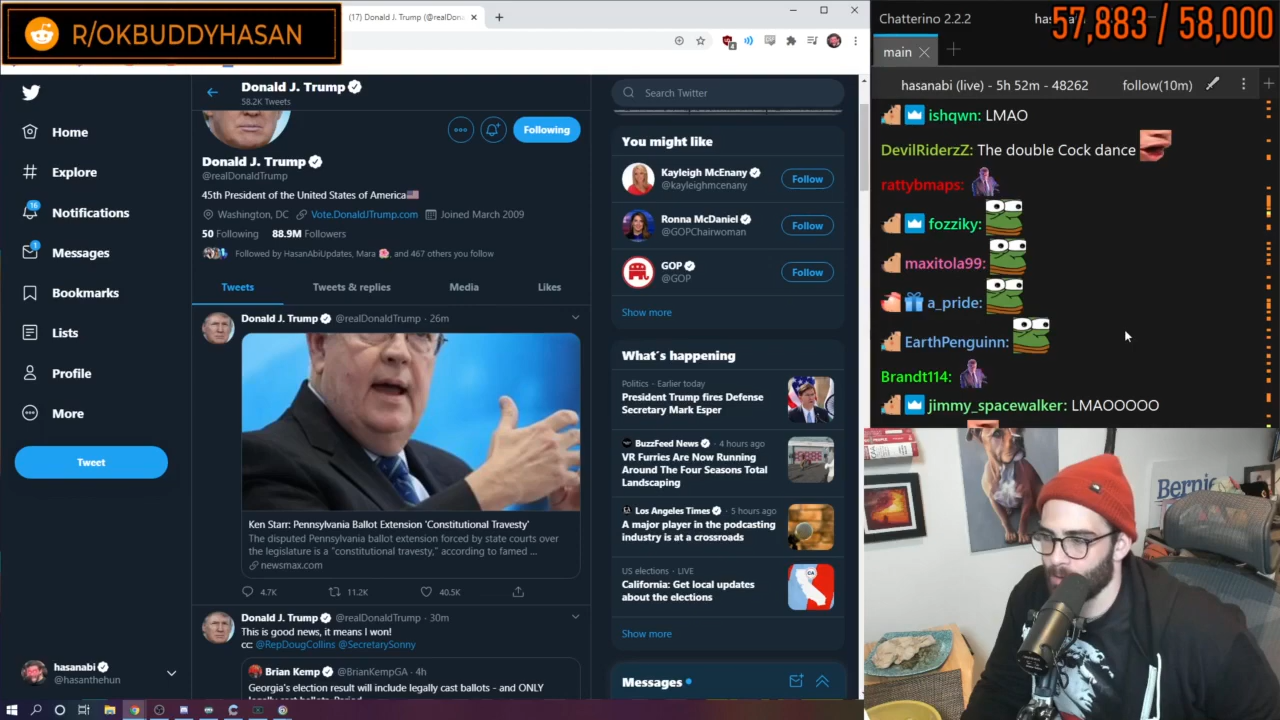 R/OKBUDDYHASAN
(17) Donald J. Trump (@realDona
Donald J. Trump
58.2K Tweets
Home
Explore
16
Notifications
1
Messages
Bookmarks
Lists
Profile
More
Tweet
hasanabi
@hasanthehun
Following
Donald J. Trump
@realDonaldTrump
45th President of the United States of America
Washington, DC
Vote.DonaldJTrump.com
Joined March 2009
50 Following
88.9M Followers
Followed by HasanAbiUpdates, Mara, and 467 others you follow
Tweets
Tweets & replies
Media
Likes
Donald J. Trump @realDonaldTrump · 26m
Ken Starr: Pennsylvania Ballot Extension 'Constitutional Travesty'
The disputed Pennsylvania ballot extension forced by state courts over
the legislature is a "constitutional travesty," according to famed ...
newsmax.com
4.7K
11.2K
40.5K
Donald J. Trump @realDonaldTrump · 30m
This is good news, it means I won!
cc: @RepDougCollins @SecretarySonny
Brian Kemp @BrianKempGA · 4h
Georgia's election result will include legally cast ballots - and ONLY
legally cast ballots. Period.
Search Twitter
You might like
Kayleigh McEnany
@kayleighmcenany
Follow
Ronna McDaniel
@GOPChairwoman
Follow
GOP
@GOP
Follow
Show more
What's happening
Politics · Earlier today
President Trump fires Defense
Secretary Mark Esper
BuzzFeed News · 4 hours ago
VR Furries Are Now Running
Around The Four Seasons Total
Landscaping
Los Angeles Times · 5 hours ago
A major player in the podcasting
industry is at a crossroads
US elections · LIVE
California: Get local updates
about the elections
Show more
Messages
Chatterino 2.2.2
57,883 / 58,000
main
hasanabi (live) - 5h 52m - 48262
follow(10m)
ishqwn: LMAO
DevilRiderzZ: The double Cock dance
rattybmaps:
fozziky:
maxitola99:
a_pride:
EarthPenguinn:
Brandt114:
jimmy_spacewalker: LMAOOOOO
Bernie